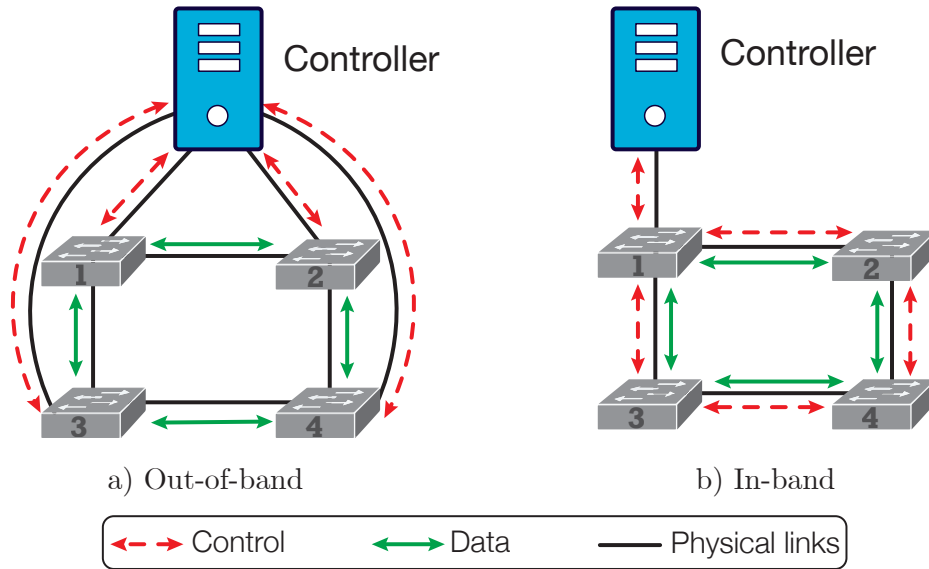 Controller
1
2
3
4
a) Out-of-band
Controller
1
2
3
4
b) In-band
Control
Data
Physical links